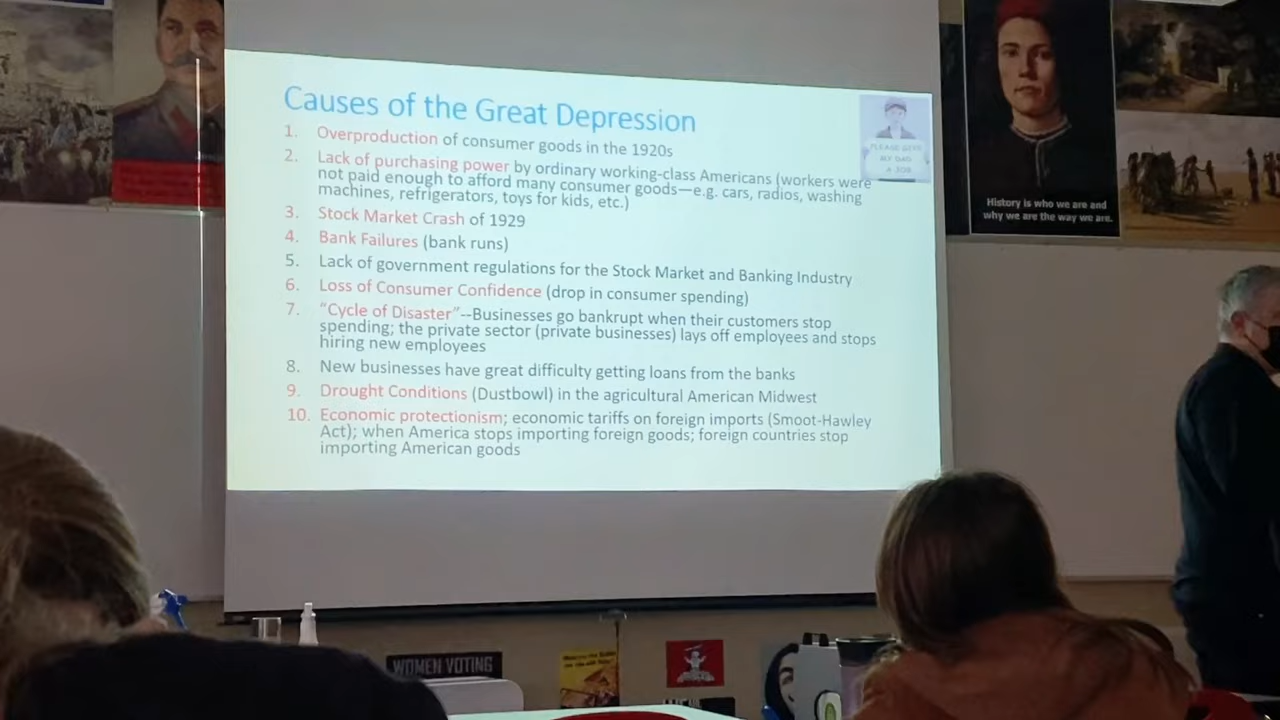 Causes of the Great Depression
1. Overproduction of consumer goods in the 1920s
2. Lack of purchasing power by ordinary working-class Americans (workers were
not paid enough to afford many consumer goods—e.g. cars, radios, washing
machines, refrigerators, toys for kids, etc.)
3. Stock Market Crash of 1929
4. Bank Failures (bank runs)
5. Lack of government regulations for the Stock Market and Banking Industry
6. Loss of Consumer Confidence (drop in consumer spending)
7. “Cycle of Disaster”--Businesses go bankrupt when their customers stop
spending; the private sector (private businesses) lays off employees and stops
hiring new employees
8. New businesses have great difficulty getting loans from the banks
9. Drought Conditions (Dustbowl) in the agricultural American Midwest
10. Economic protectionism; economic tariffs on foreign imports (Smoot-Hawley
Act); when America stops importing foreign goods; foreign countries stop
importing American goods
PLEASE GIVE
MY DAD
A JOB
History is who we are and
why we are the way we are.
WOMEN VOTING